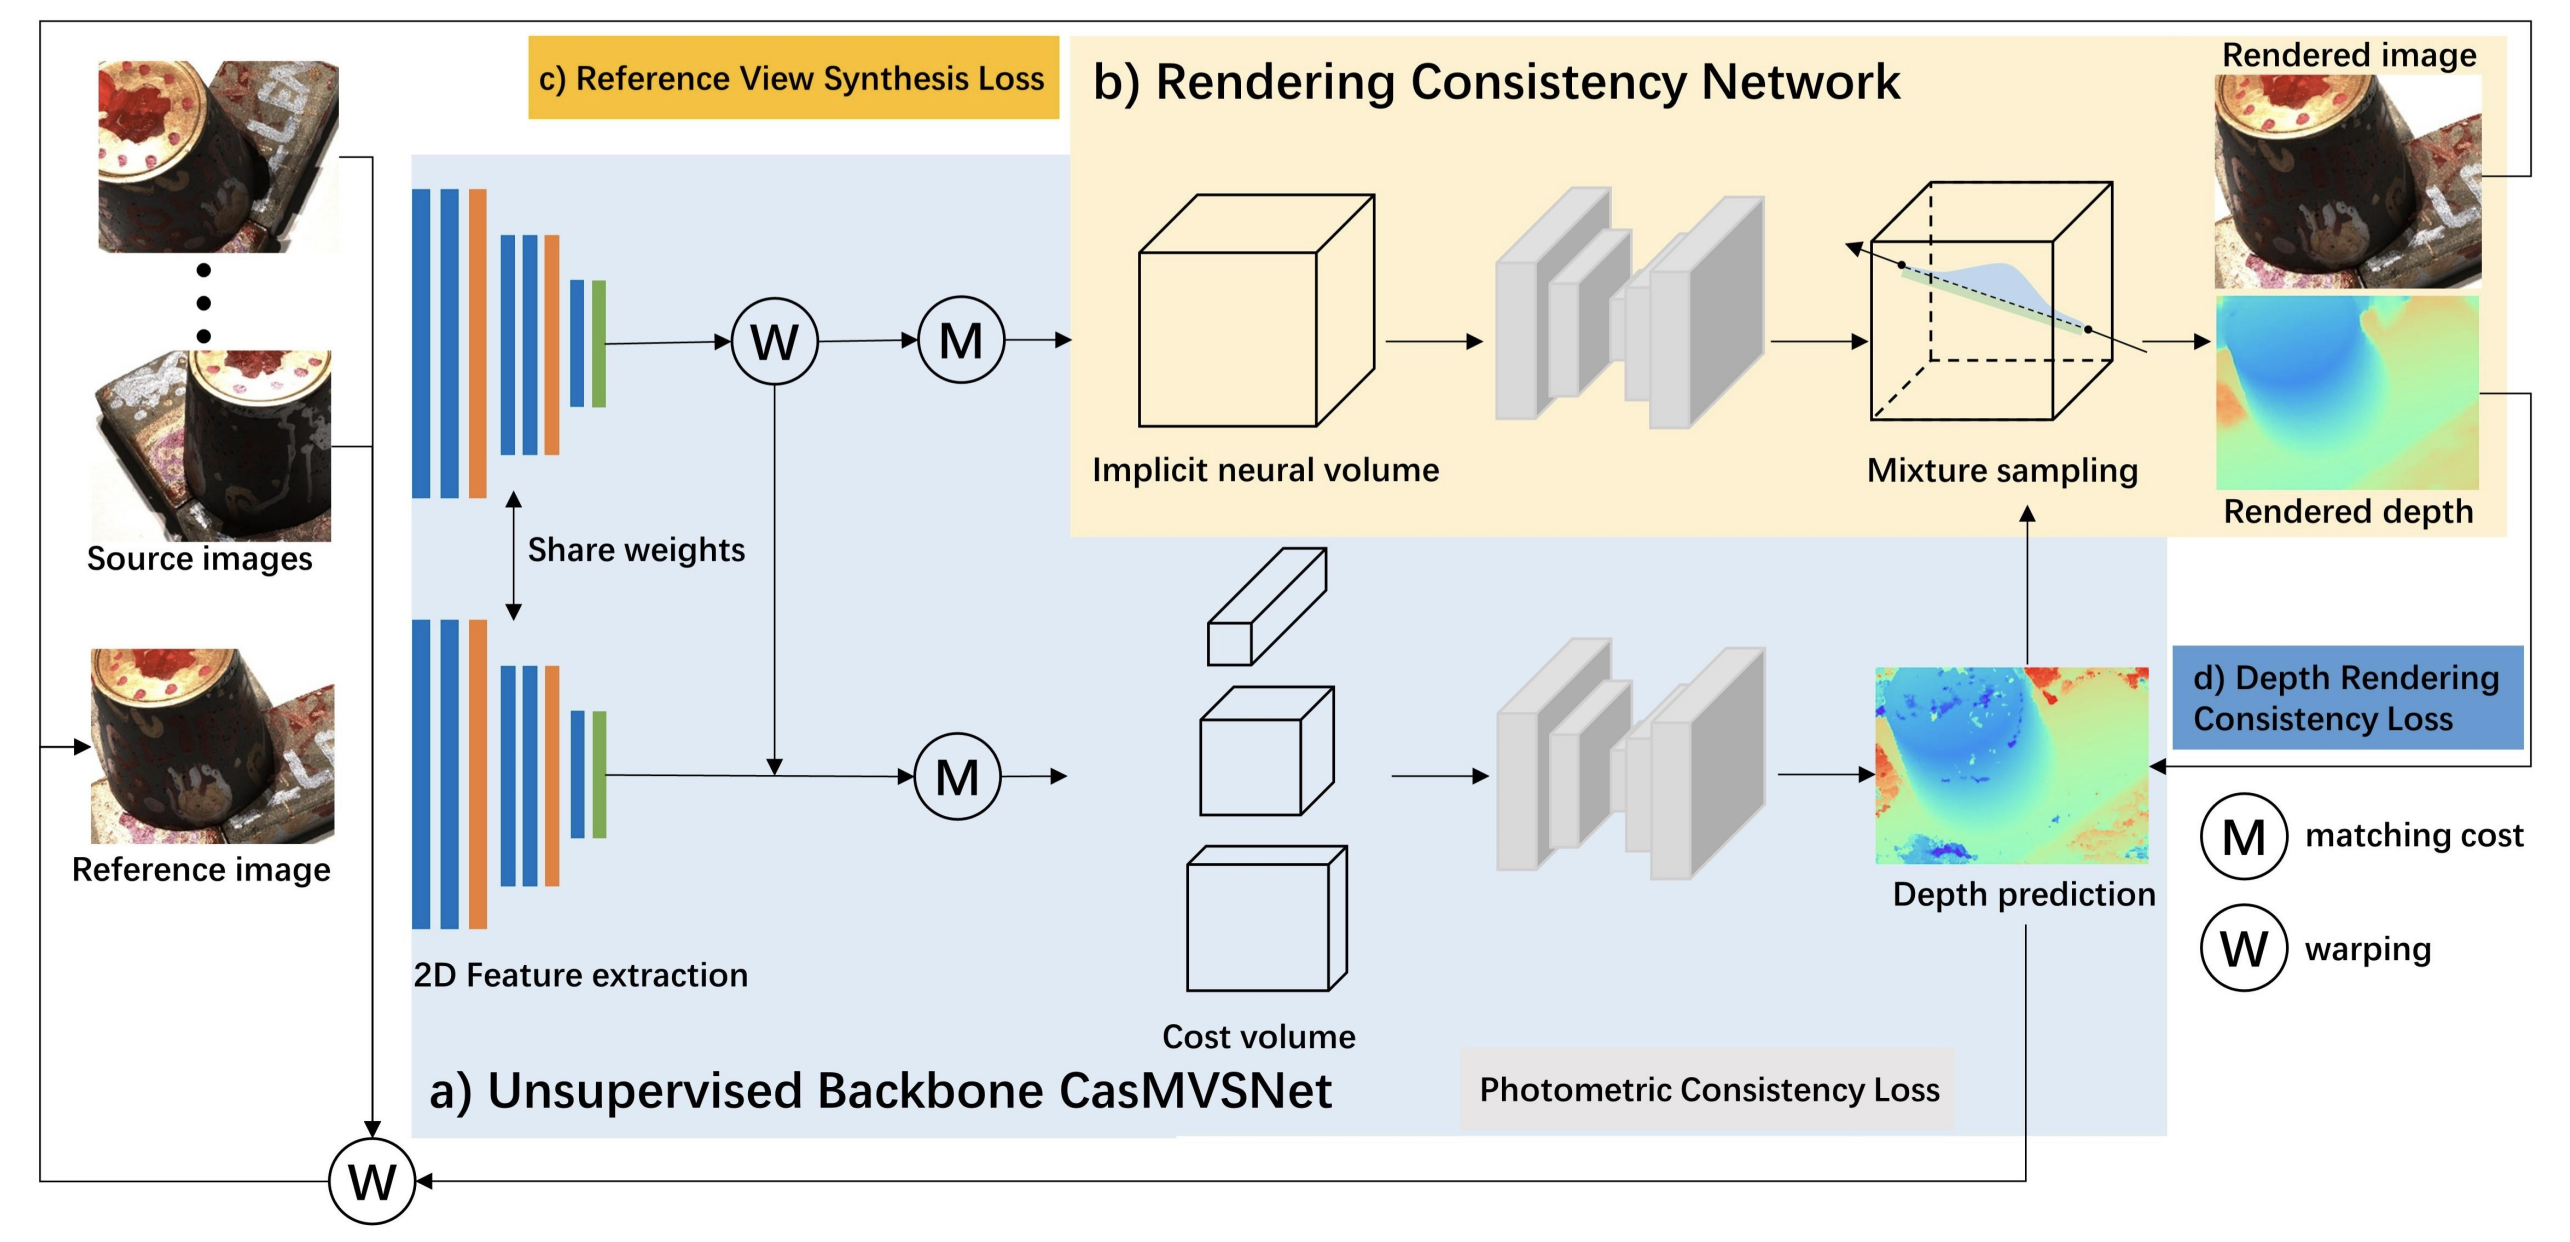 c) Reference View Synthesis Loss
b) Rendering Consistency Network
Rendered image
W
M
Implicit neural volume
Mixture sampling
Rendered depth
Source images
Share weights
Reference image
M
d) Depth Rendering
Consistency Loss
M matching cost
Depth prediction
W warping
2D Feature extraction
Cost volume
a) Unsupervised Backbone CasMVSNet
Photometric Consistency Loss
W